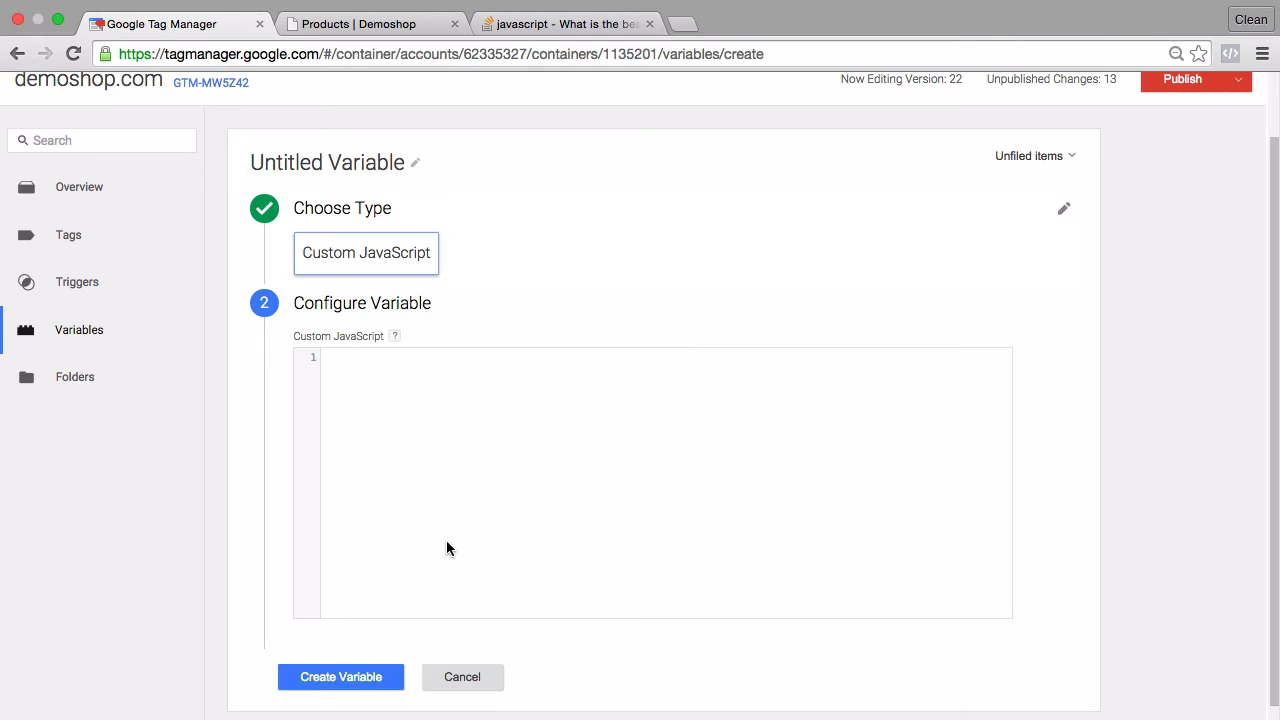 Google Tag Manager
Products | Demoshop
javascript - What is the be
Clean
https://tagmanager.google.com/#/container/accounts/62335327/containers/1135201/variables/create
demoshop.com GTM-MW5Z42
Now Editing Version: 22 Unpublished Changes: 13 Publish
Search
Overview
Tags
Triggers
Variables
Folders
Untitled Variable
Unfiled items
Choose Type
Custom JavaScript
2 Configure Variable
Custom JavaScript ?
1
Create Variable Cancel